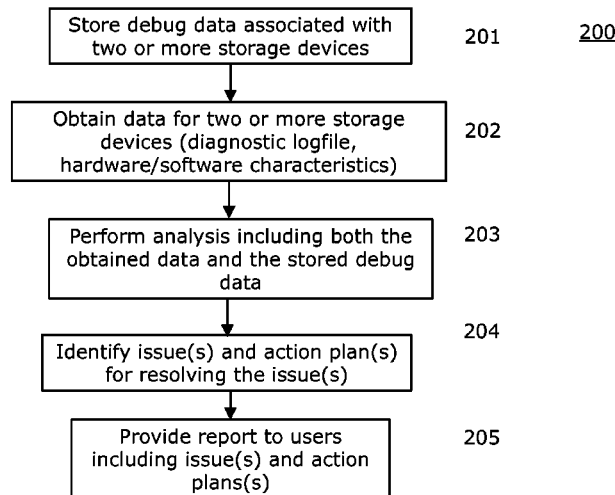 Store debug data associated with
two or more storage devices
201
200
Obtain data for two or more storage
devices (diagnostic logfile,
hardware/software characteristics)
202
Perform analysis including both the
obtained data and the stored debug
data
203
204
Identify issue(s) and action plan(s)
for resolving the issue(s)
Provide report to users
including issue(s) and action
plans(s)
205